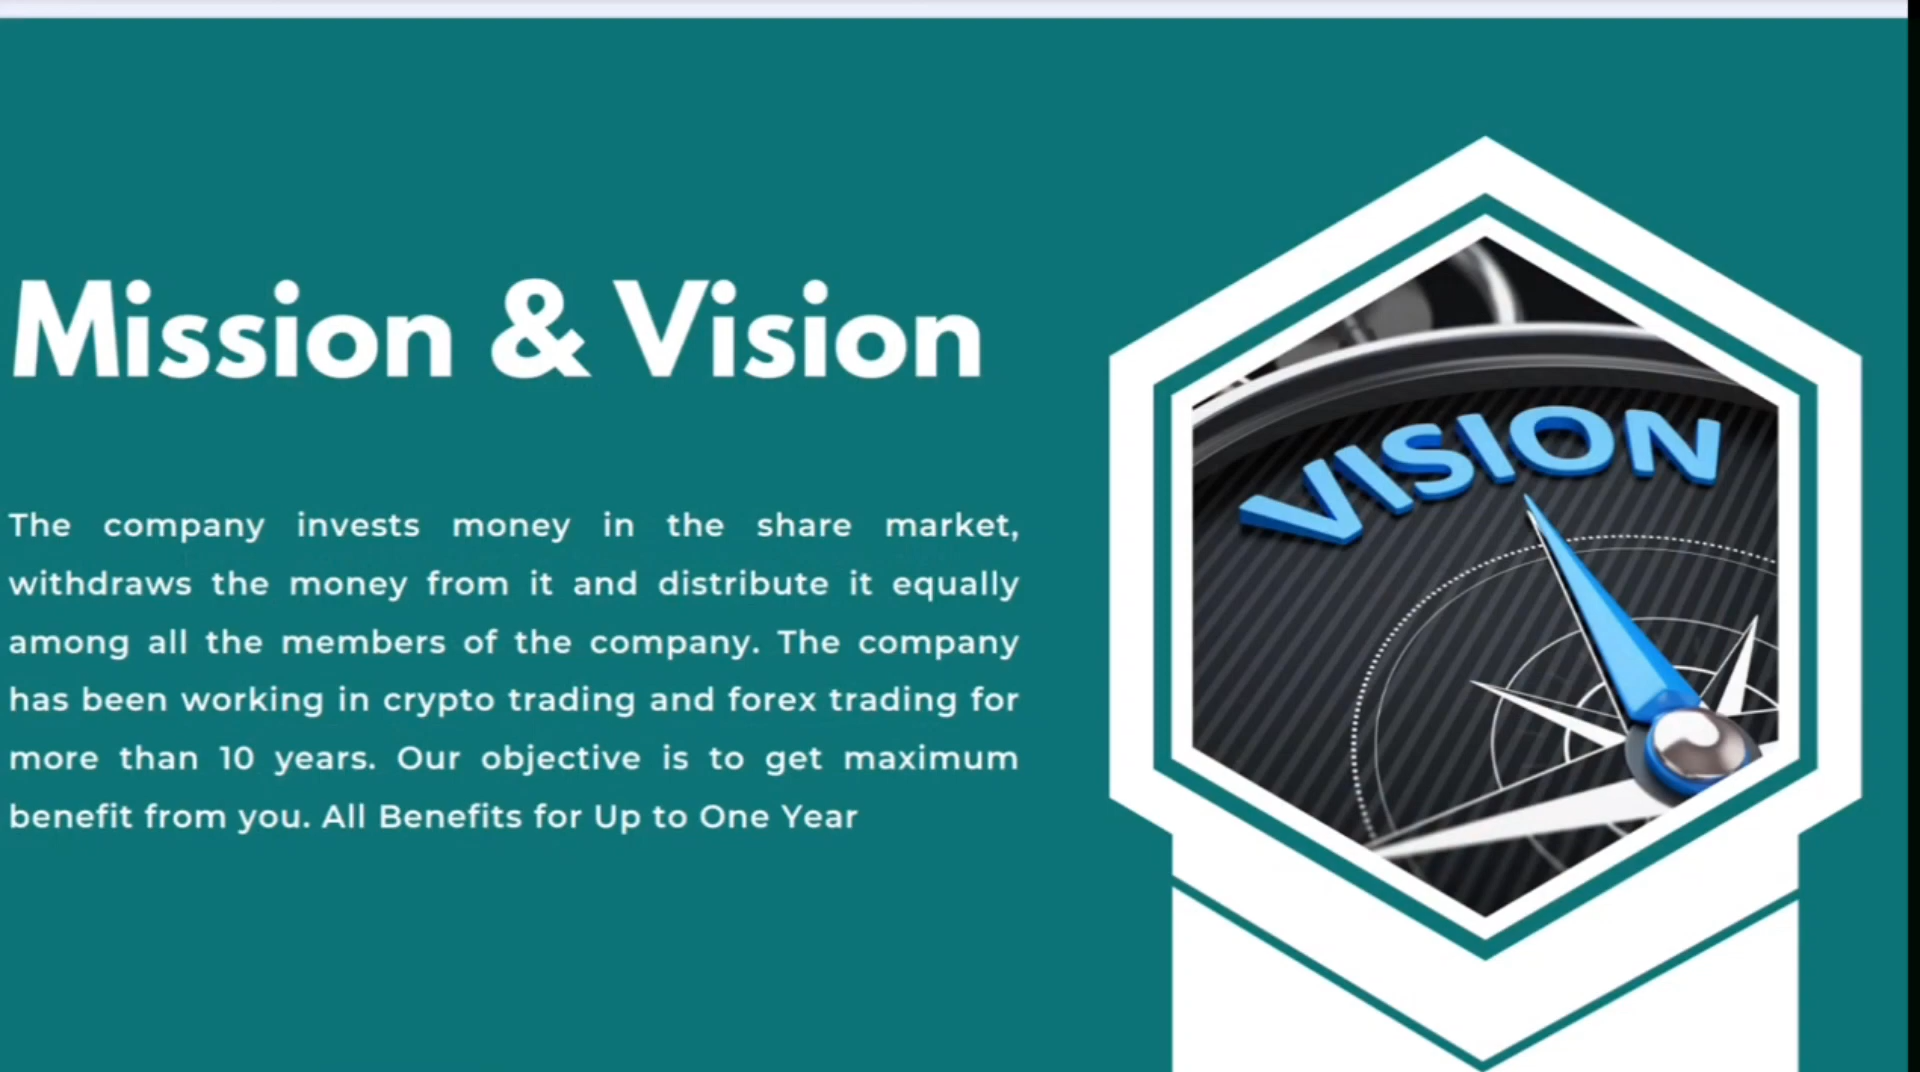 Mission & Vision
The company invests money in the share market,
withdraws the money from it and distribute it equally
among all the members of the company. The company
has been working in crypto trading and forex trading for
more than 10 years. Our objective is to get maximum
benefit from you. All Benefits for Up to One Year
VISION